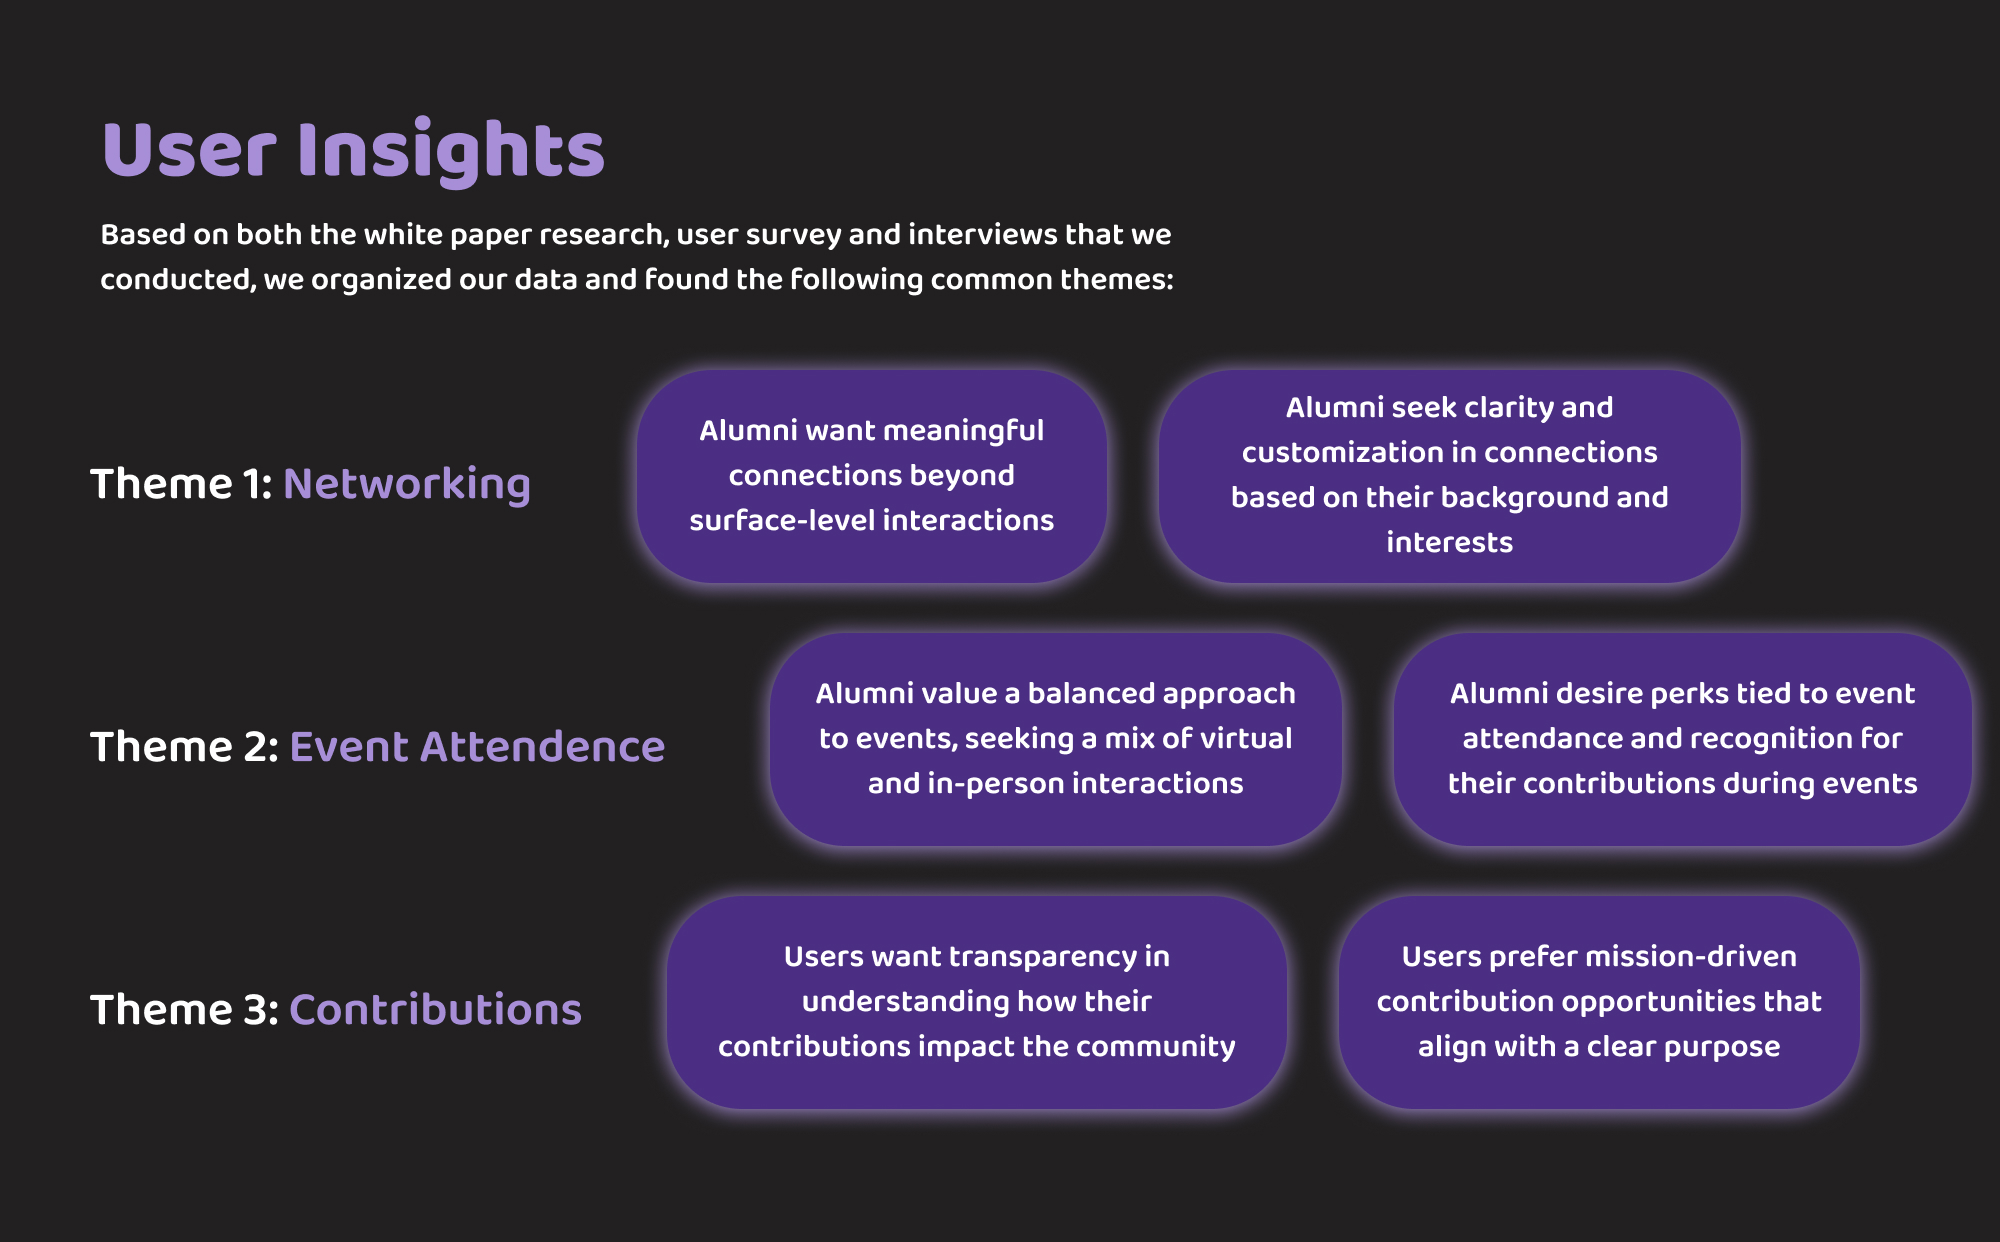 User Insights
Based on both the white paper research, user survey and interviews that we
conducted, we organized our data and found the following common themes:
Theme 1: Networking
Alumni want meaningful
connections beyond
surface-level interactions
Alumni seek clarity and
customization in connections
based on their background and
interests
Theme 2: Event Attendence
Alumni value a balanced approach
to events, seeking a mix of virtual
and in-person interactions
Alumni desire perks tied to event
attendance and recognition for
their contributions during events
Theme 3: Contributions
Users want transparency in
understanding how their
contributions impact the community
Users prefer mission-driven
contribution opportunities that
align with a clear purpose